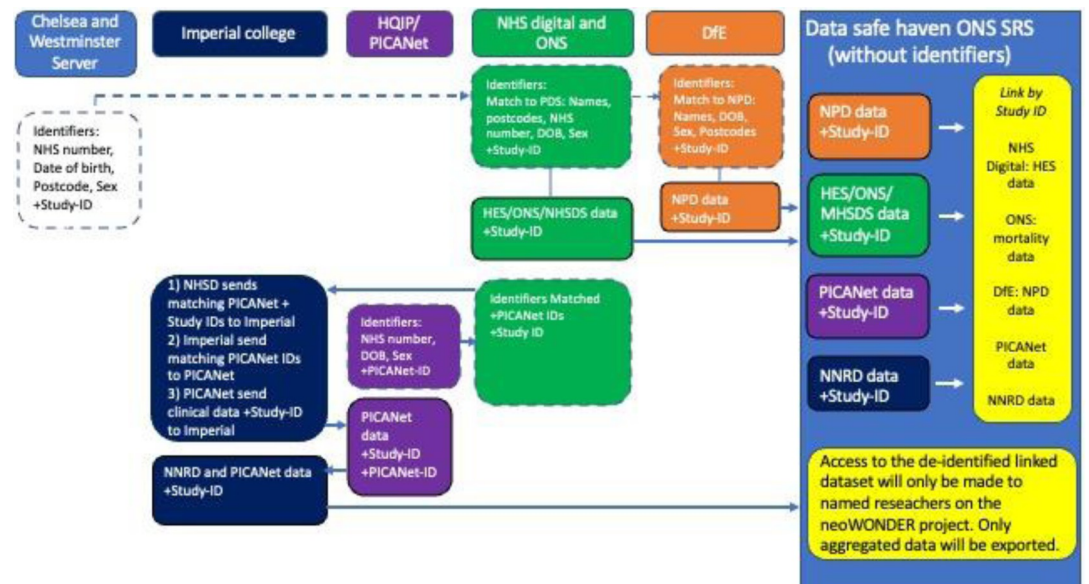 Chelsea and
Westminster
Server
Imperial college
HQIP/
PICANet
NHS digital and
ONS
DfE
Data safe haven ONS SRS
(without identifiers)
Identifiers:
NHS number,
Date of birth,
Postcode, Sex
+Study-ID
Identifiers:
Match to PDS: Names,
postcodes, NHS
number, DOB, Sex
+Study-ID
Identifiers:
Match to NPD:
Names, DOB,
Sex, Postcodes
+Study-ID
HES/ONS/NHSDS data
+Study-ID
NPD data
+Study-ID
1) NHSD sends
matching PICANet +
Study IDs to Imperial
2) Imperial send
matching PICANet IDs
to PICANet
3) PICANet send
clinical data +Study-ID
to Imperial
Identifiers:
NHS number,
DOB, Sex
+PICANet-ID
Identifiers Matched
+PICANet IDs
+Study ID
PICANet
data
+Study-ID
+PICANet-ID
NNRD and PICANet data
+Study-ID
NPD data
+Study-ID
HES/ONS/
MHSDS data
+Study-ID
PICANet data
+Study-ID
NNRD data
+Study-ID
Link by
Study ID
NHS
Digital: HES
data
ONS:
mortality
data
DfE: NPD
data
PICANet
data
NNRD data
Access to the de-identified linked
dataset will only be made to
named reseachers on the
neoWONDER project. Only
aggregated data will be exported.